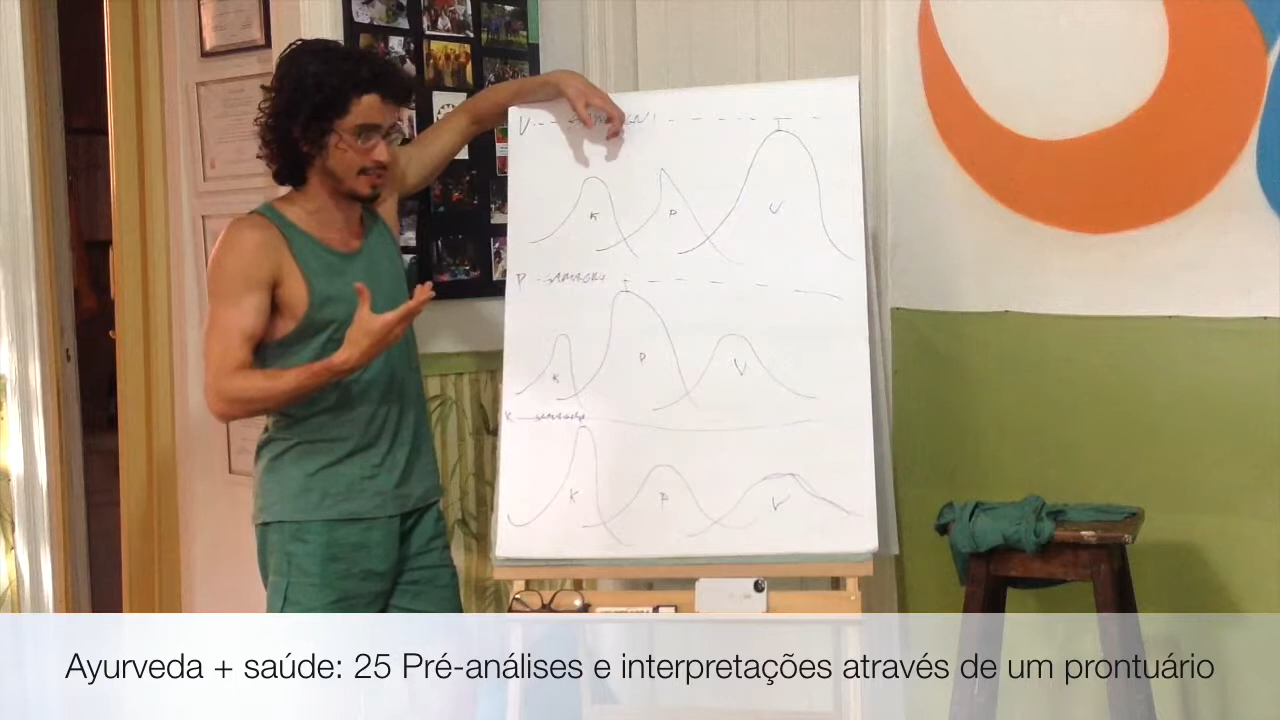 V
K P V
P
K P V
K
K P V
Ayurveda + saúde: 25 Pré-análises e interpretações através de um prontuário